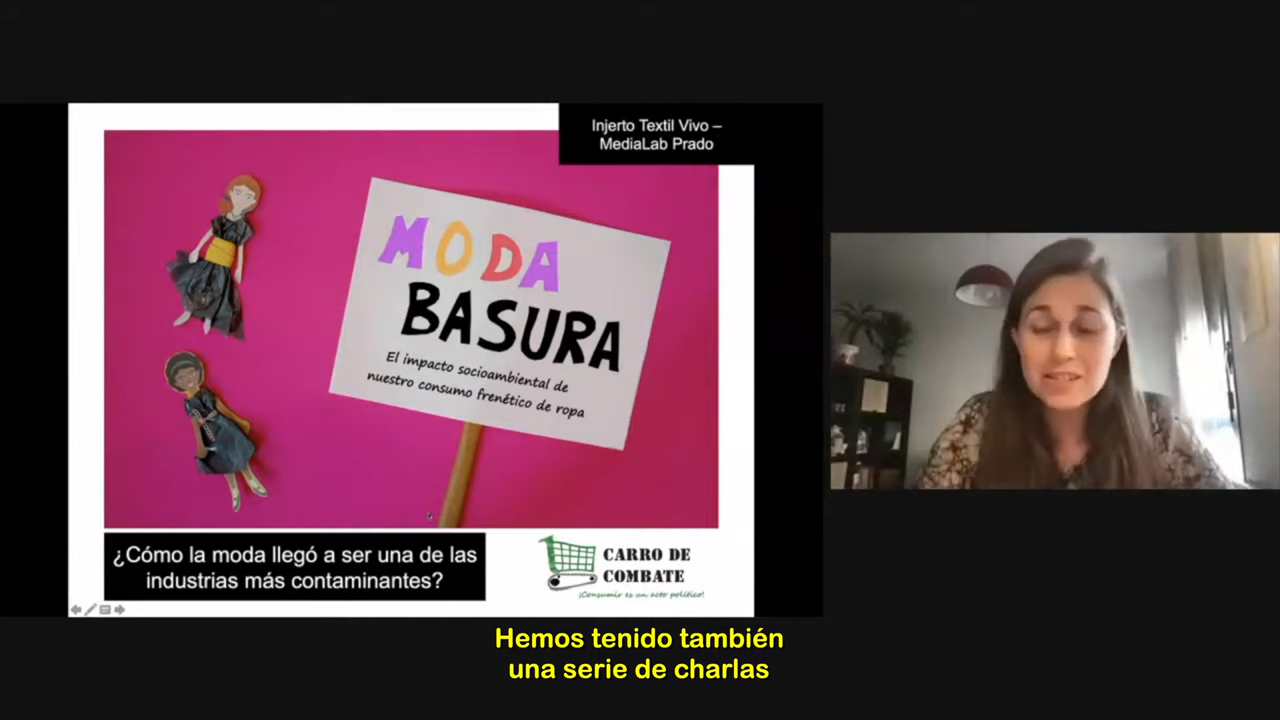 Injerto Textil Vivo –
MediaLab Prado
MODA
BASURA
El impacto socioambiental de
nuestro consumo frenético de ropa
¿Cómo la moda llegó a ser una de las
industrias más contaminantes?
CARRO DE
COMBATE
¡Consumir es un acto político!
Hemos tenido también
una serie de charlas